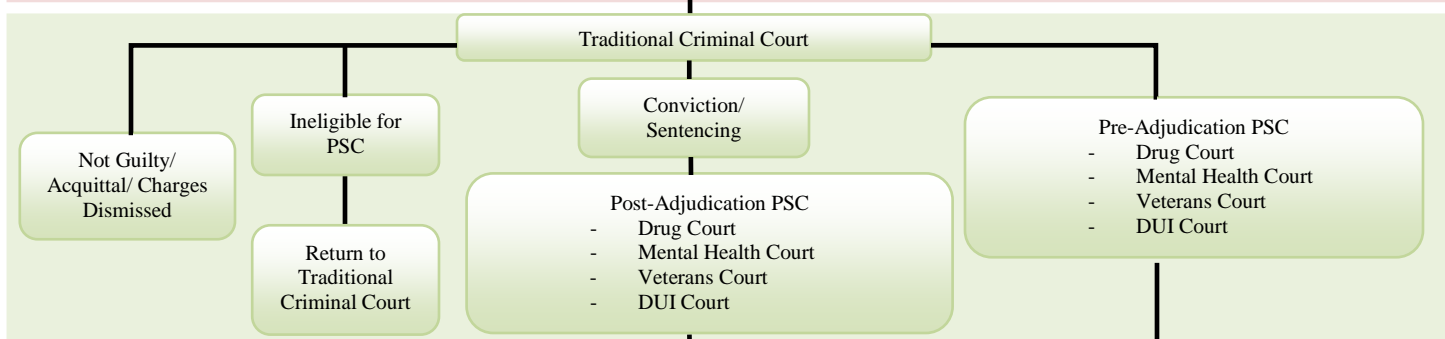 Traditional Criminal Court
Not Guilty/
Acquittal/ Charges
Dismissed
Ineligible for
PSC
Return to
Traditional
Criminal Court
Conviction/
Sentencing
Post-Adjudication PSC
- Drug Court
- Mental Health Court
- Veterans Court
- DUI Court
Pre-Adjudication PSC
- Drug Court
- Mental Health Court
- Veterans Court
- DUI Court